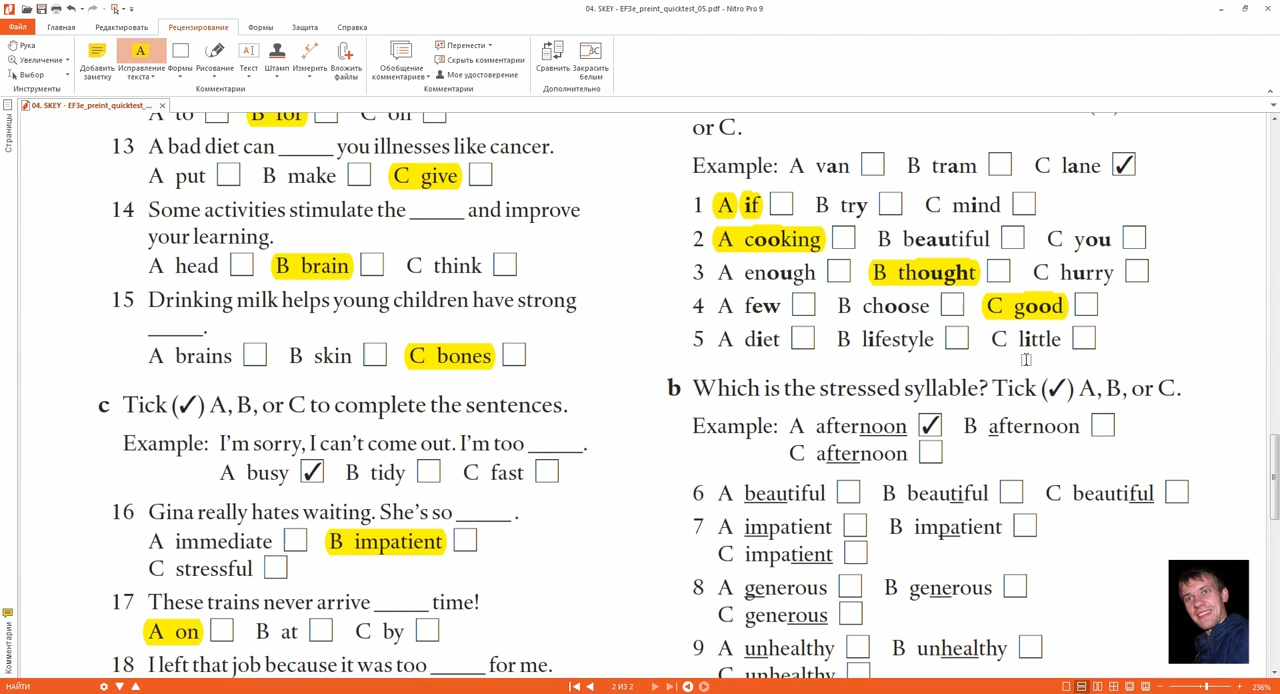 04. SKEY - EF3e_preint_quicktest_05.pdf - Nitro Pro 9
Файл Главная Редактировать Рецензирование Формы Защита Справка
Рука
Увеличение
Выбор
Инструменты
Добавить заметку
Исправление текста
Формы
Рисование
Текст
Штамп
Измерить
Вложить файлы
Комментарии
Обобщение комментариев
Перенести
Скрыть комментарии
Мое удостоверение
Комментарии
Сравнить
Закрасить белым
Дополнительно
04. SKEY - EF3e_preint_quicktest_...
Страницы
Комментарии
A to B for C on
13 A bad diet can _____ you illnesses like cancer.
A put B make C give
14 Some activities stimulate the _____ and improve
your learning.
A head B brain C think
15 Drinking milk helps young children have strong
_____.
A brains B skin C bones
c Tick (✓) A, B, or C to complete the sentences.
Example: I'm sorry, I can't come out. I'm too _____.
A busy ✓ B tidy C fast
16 Gina really hates waiting. She's so _____ .
A immediate B impatient
C stressful
17 These trains never arrive _____ time!
A on B at C by
18 I left that job because it was too _____ for me.
or C.
Example: A van B tram C lane ✓
1 A if B try C mind
2 A cooking B beautiful C you
3 A enough B thought C hurry
4 A few B choose C good
5 A diet B lifestyle C little
b Which is the stressed syllable? Tick (✓) A, B, or C.
Example: A afternoon ✓ B afternoon
C afternoon
6 A beautiful B beautiful C beautiful
7 A impatient B impatient
C impatient
8 A generous B generous
C generous
9 A unhealthy B unhealthy
C unhealthy
НАЙТИ
2 ИЗ 2
236%